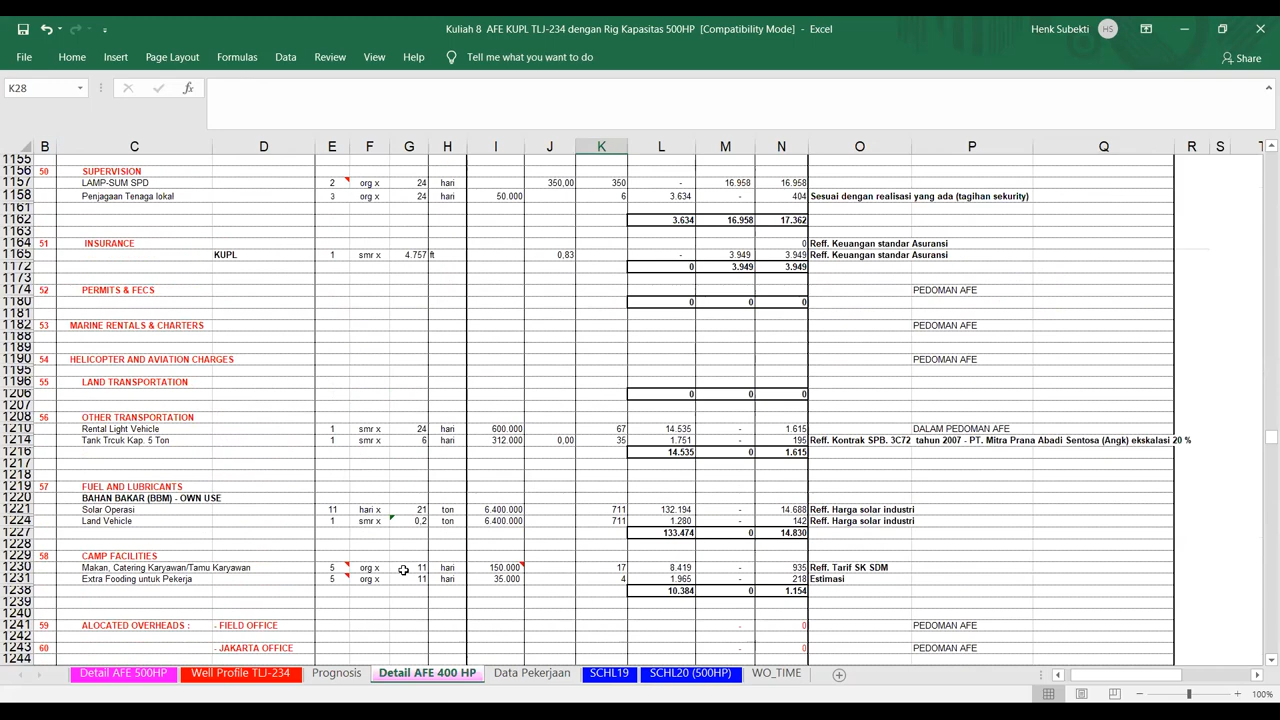 Kuliah 8 AFE KUPL TLJ-234 dengan Rig Kapasitas 500HP [Compatibility Mode] - Excel
Henk Subekti HS
File Home Insert Page Layout Formulas Data Review View Help Tell me what you want to do Share
K28 fx
B C D E F G H I J K L M N O P Q R S T
1155
1156 50 SUPERVISION
1157 LAMP-SUM SPD 2 org x 24 hari 350,00 350 - 16.958 16.958
1158 Penjagaan Tenaga lokal 3 org x 24 hari 50.000 6 3.634 - 404 Sesuai dengan realisasi yang ada (tagihan sekurity)
1161
1162 3.634 16.958 17.362
1163
1164 51 INSURANCE 0 Reff. Keuangan standar Asuransi
1165 KUPL 1 smr x 4.757 ft 0,83 - 3.949 3.949 Reff. Keuangan standar Asuransi
1172 0 3.949 3.949
1173
1174 52 PERMITS & FECS PEDOMAN AFE
1180 0 0 0
1181
1182 53 MARINE RENTALS & CHARTERS PEDOMAN AFE
1188
1189
1190 54 HELICOPTER AND AVIATION CHARGES PEDOMAN AFE
1195
1196 55 LAND TRANSPORTATION
1206 0 0 0
1207
1208 56 OTHER TRANSPORTATION
1210 Rental Light Vehicle 1 smr x 24 hari 600.000 67 14.535 - 1.615 DALAM PEDOMAN AFE
1214 Tank Trcuk Kap. 5 Ton 1 smr x 6 hari 312.000 0,00 35 1.751 - 195 Reff. Kontrak SPB. 3C72 tahun 2007 - PT. Mitra Prana Abadi Sentosa (Angk) ekskalasi 20 %
1216 14.535 0 1.615
1217
1218
1219 57 FUEL AND LUBRICANTS
1220 BAHAN BAKAR (BBM) - OWN USE
1221 Solar Operasi 11 hari x 21 ton 6.400.000 711 132.194 - 14.688 Reff. Harga solar industri
1224 Land Vehicle 1 smr x 0,2 ton 6.400.000 711 1.280 - 142 Reff. Harga solar industri
1227 133.474 0 14.830
1228
1229 58 CAMP FACILITIES
1230 Makan, Catering Karyawan/Tamu Karyawan 5 org x 11 hari 150.000 17 8.419 - 935 Reff. Tarif SK SDM
1231 Extra Fooding untuk Pekerja 5 org x 11 hari 35.000 4 1.965 - 218 Estimasi
1238 10.384 0 1.154
1239
1240
1241 59 ALOCATED OVERHEADS : - FIELD OFFICE - 0 PEDOMAN AFE
1242
1243 60 - JAKARTA OFFICE - 0 PEDOMAN AFE
1244
Detail AFE 500HP Well Profile TLJ-234 Prognosis Detail AFE 400 HP Data Pekerjaan SCHL19 SCHL20 (500HP) WO_TIME
100%